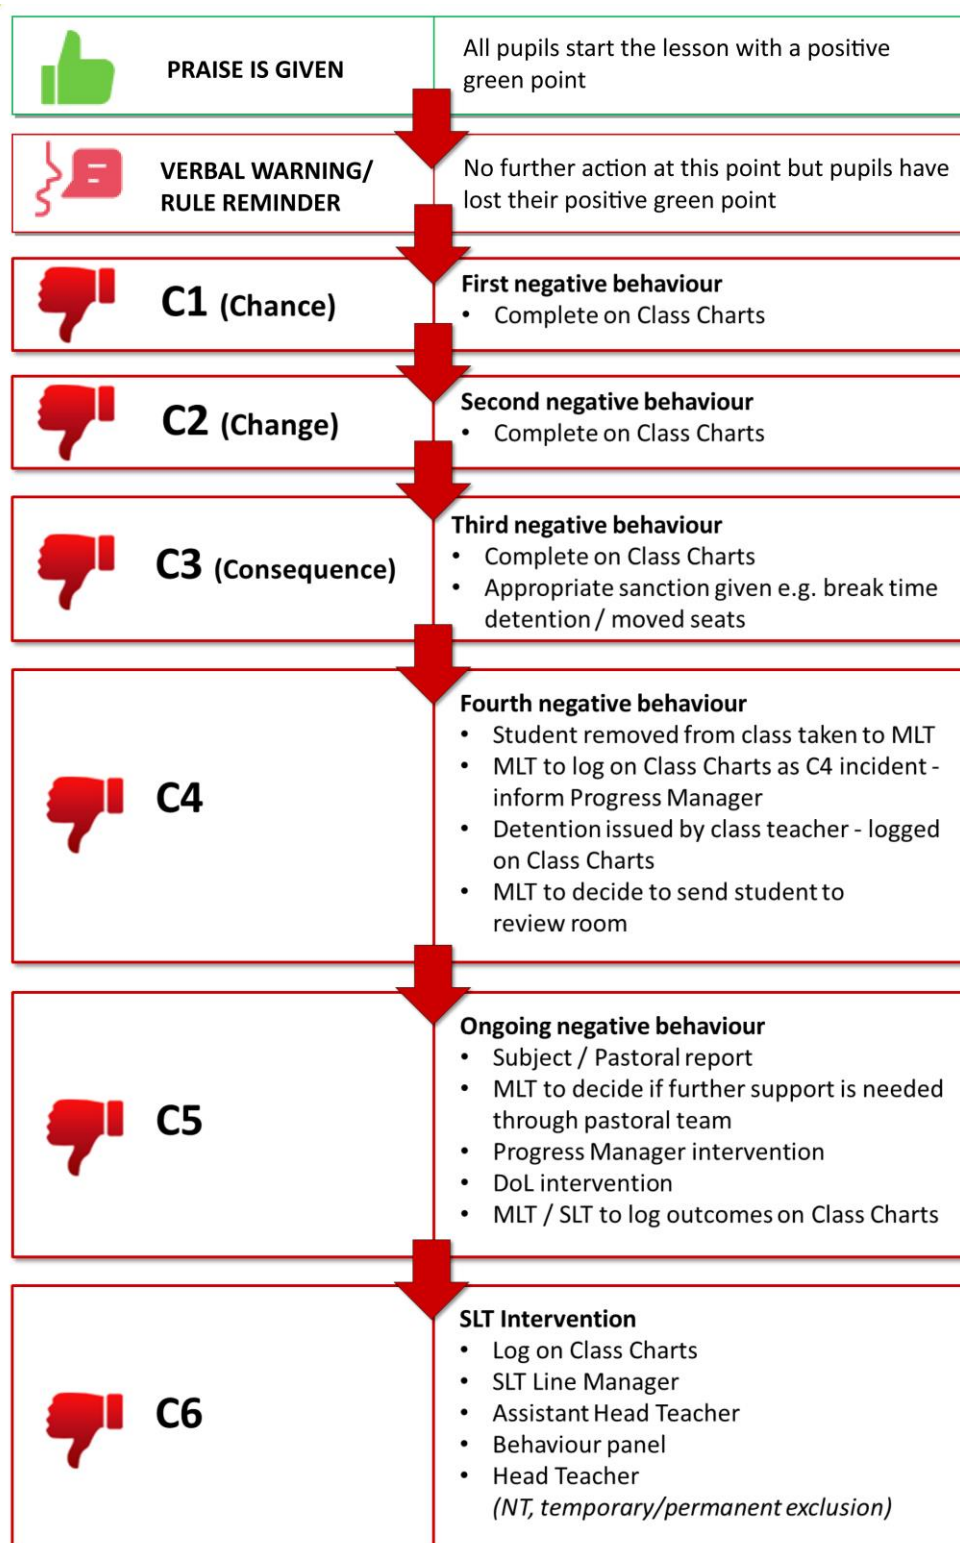 PRAISE IS GIVEN
All pupils start the lesson with a positive
green point
VERBAL WARNING/
RULE REMINDER
No further action at this point but pupils have
lost their positive green point
C1 (Chance)
First negative behaviour
• Complete on Class Charts
C2 (Change)
Second negative behaviour
• Complete on Class Charts
C3 (Consequence)
Third negative behaviour
• Complete on Class Charts
• Appropriate sanction given e.g. break time
detention / moved seats
C4
Fourth negative behaviour
• Student removed from class taken to MLT
• MLT to log on Class Charts as C4 incident -
inform Progress Manager
• Detention issued by class teacher - logged
on Class Charts
• MLT to decide to send student to
review room
C5
Ongoing negative behaviour
• Subject / Pastoral report
• MLT to decide if further support is needed
through pastoral team
• Progress Manager intervention
• DoL intervention
• MLT / SLT to log outcomes on Class Charts
C6
SLT Intervention
• Log on Class Charts
• SLT Line Manager
• Assistant Head Teacher
• Behaviour panel
• Head Teacher
(NT, temporary/permanent exclusion)